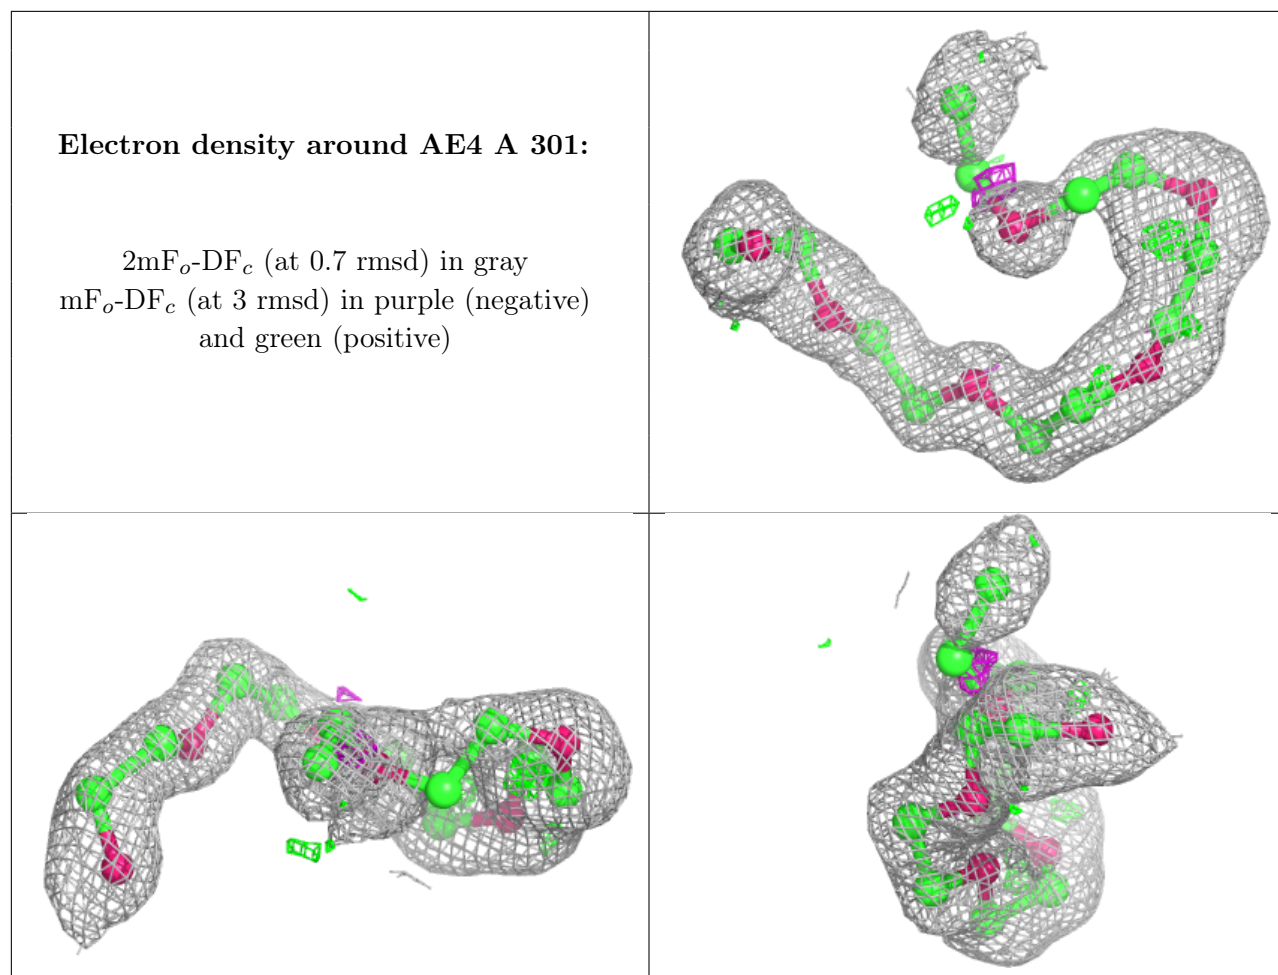 Electron density around AE4 A 301:
2mFo-DFc (at 0.7 rmsd) in gray
mFo-DFc (at 3 rmsd) in purple (negative)
and green (positive)